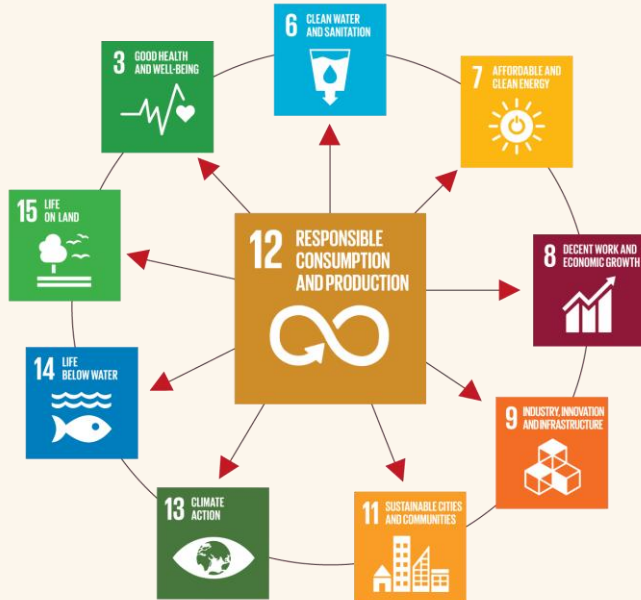 6 CLEAN WATER
AND SANITATION
3 GOOD HEALTH
AND WELL-BEING
7 AFFORDABLE AND
CLEAN ENERGY
15 LIFE
ON LAND
12 RESPONSIBLE
CONSUMPTION
AND PRODUCTION
8 DECENT WORK AND
ECONOMIC GROWTH
14 LIFE
BELOW WATER
9 INDUSTRY, INNOVATION
AND INFRASTRUCTURE
13 CLIMATE
ACTION
11 SUSTAINABLE CITIES
AND COMMUNITIES